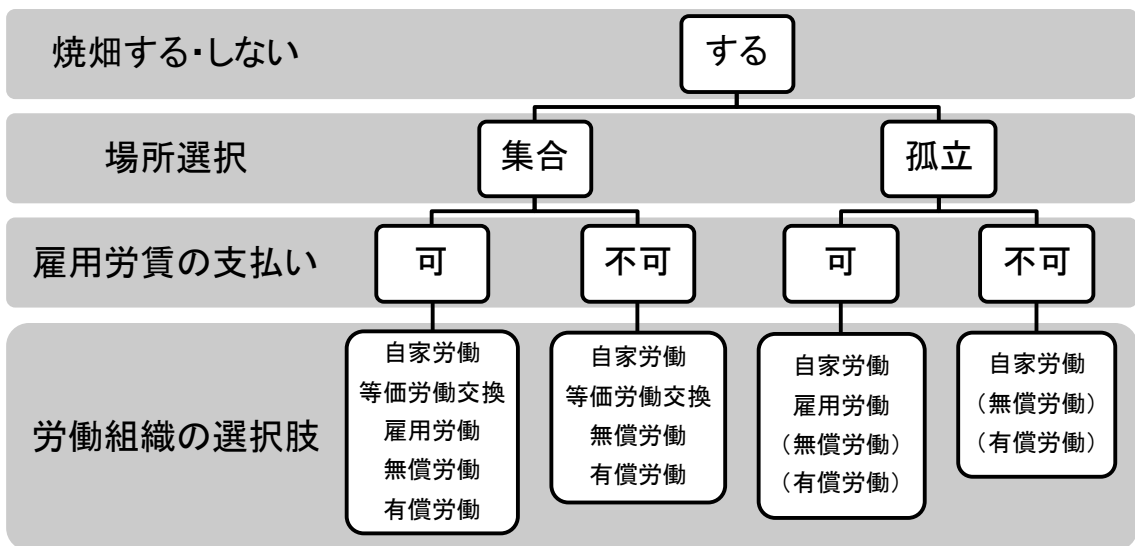 焼畑する・しない
する
場所選択
集合
孤立
雇用労賃の支払い
可
不可
可
不可
労働組織の選択肢
自家労働
等価労働交換
雇用労働
無償労働
有償労働
自家労働
等価労働交換
無償労働
有償労働
自家労働
雇用労働
（無償労働）
（有償労働）
自家労働
（無償労働）
（有償労働）